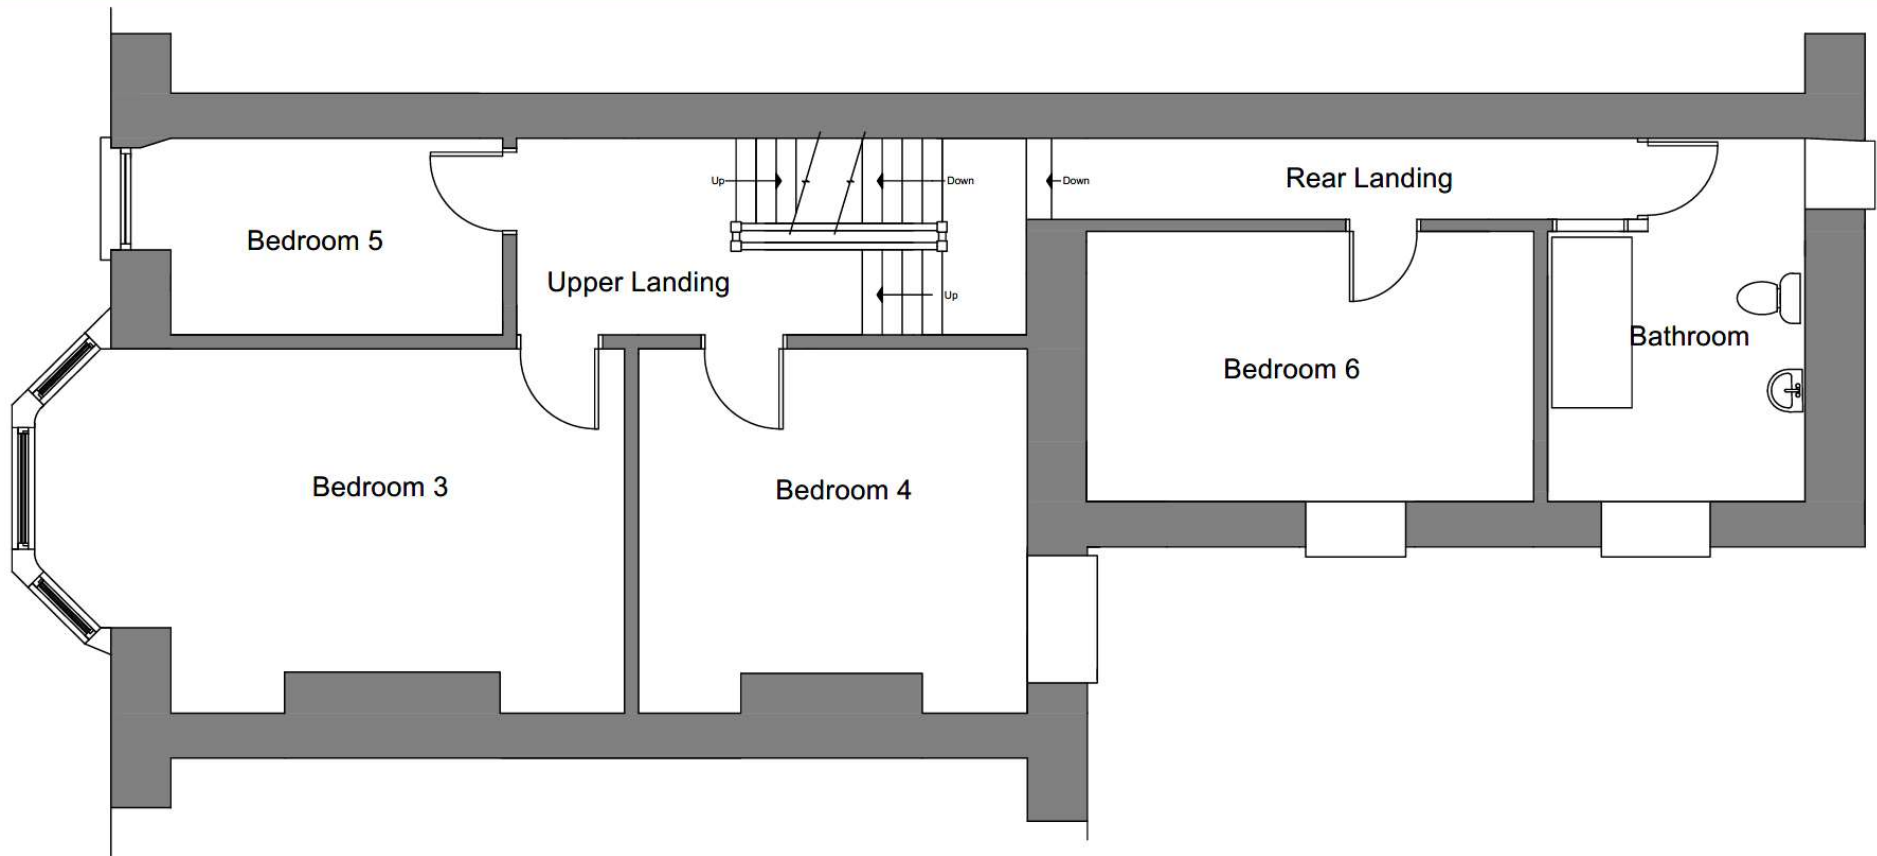 Up
Down
Down
Rear Landing
Bedroom 5
Upper Landing
Up
Bathroom
Bedroom 6
Bedroom 3
Bedroom 4